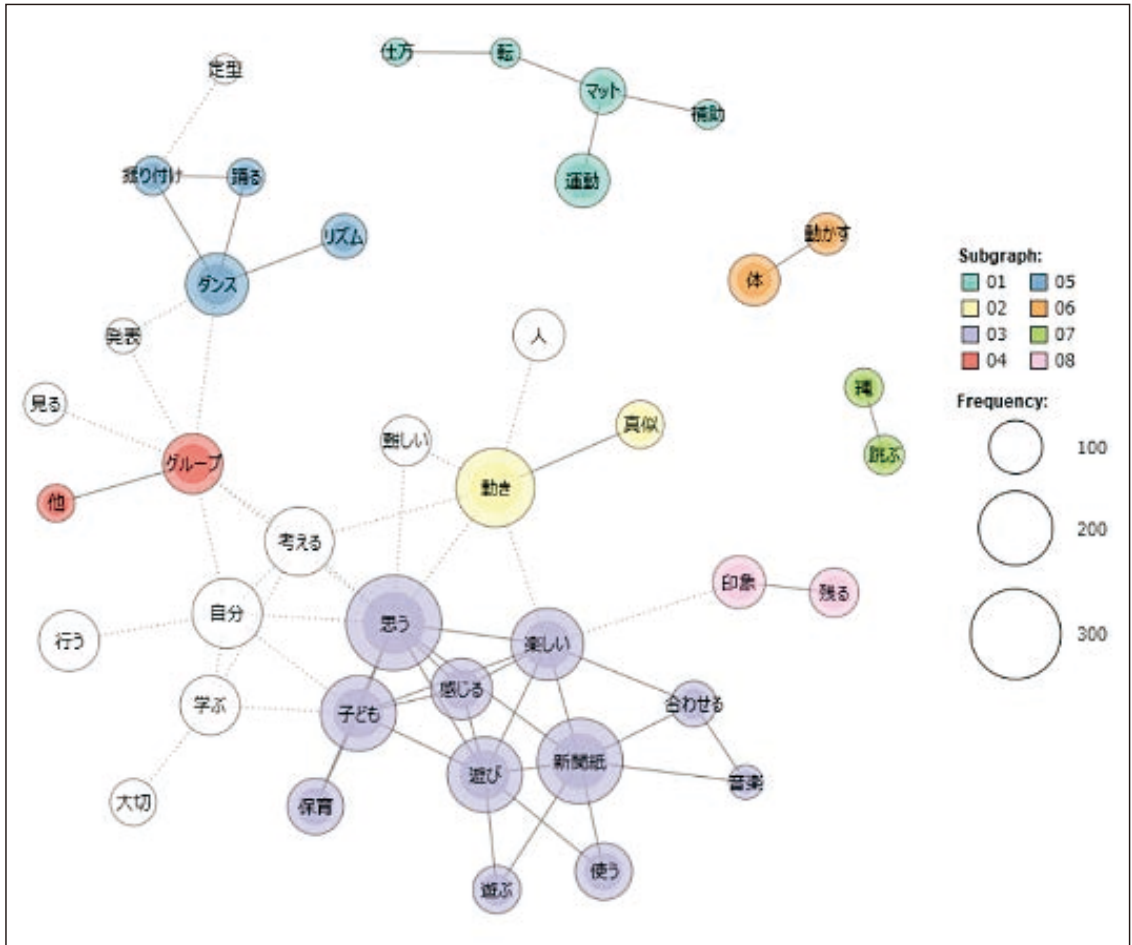 仕方
転
定型
マット
補助
振り付け
踊る
運動
リズム
動かす
体
ダンス
発表
人
見る
縄
真似
難しい
跳ぶ
グループ
動き
他
考える
印象
残る
自分
思う
行う
楽しい
感じる
学ぶ
子ども
合わせる
新聞紙
遊び
音楽
大切
保育
使う
遊ぶ
Subgraph:
01 05
02 06
03 07
04 08
Frequency:
100
200
300